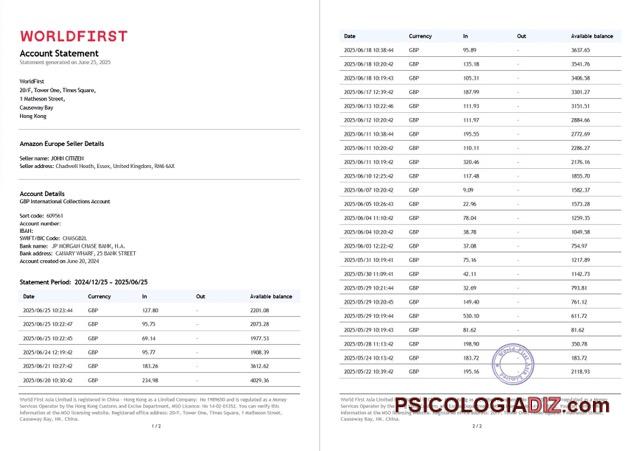 WORLDFIRST
Account Statement
Statement generated on June 25, 2025
WorldFirst
20/F, Tower One, Times Square,
1 Matheson Street,
Causeway Bay
Hong Kong
Amazon Europe Seller Details
Seller name: JOHN CITIZEN
Seller address: Chadwell Heath, Essex, United Kingdom, RM6 6AX
Account Details
GBP International Collections Account
Sort code: 609561
Account number:
IBAN:
SWIFT/BIC Code: CHASGB2L
Bank name: JP MORGAN CHASE BANK, N.A.
Bank address: CANARY WHARF, 25 BANK STREET
Account created on June 20, 2024
Statement Period: 2024/12/25 ~ 2025/06/25
Date Currency In Out Available balance
2025/06/25 10:23:44 GBP 127.80 - 2201.08
2025/06/25 10:22:47 GBP 95.75 - 2073.28
2025/06/25 10:22:45 GBP 69.14 - 1977.53
2025/06/24 12:19:42 GBP 95.77 - 1908.39
2025/06/21 10:27:42 GBP 183.26 - 3612.62
2025/06/20 10:30:42 GBP 234.98 - 4029.36
World First Asia Limited is registered in China - Hong Kong as a Limited Company: No 1989650 and is regulated as a Money
Services Operator by the Hong Kong Customs and Excise Department, MSO Licence: No 14-02-01352. You can verify this
information at the MSO licensing website. Registered office address: 20/F, Tower One, Times Square, 1 Matheson Street,
Causeway Bay, HK. China.
1 / 2
Date Currency In Out Available balance
2025/06/18 10:38:44 GBP 95.89 - 3637.65
2025/06/18 10:20:42 GBP 135.18 - 3541.76
2025/06/18 10:19:43 GBP 105.31 - 3406.58
2025/06/17 12:39:42 GBP 187.99 - 3301.27
2025/06/13 10:22:46 GBP 111.93 - 3151.51
2025/06/12 10:20:42 GBP 111.97 - 2884.66
2025/06/11 10:38:44 GBP 195.55 - 2772.69
2025/06/11 10:20:42 GBP 110.11 - 2286.27
2025/06/11 10:19:42 GBP 320.46 - 2176.16
2025/06/10 12:25:42 GBP 117.48 - 1855.70
2025/06/07 10:20:42 GBP 9.09 - 1582.37
2025/06/05 10:26:43 GBP 22.96 - 1573.28
2025/06/04 11:10:42 GBP 78.04 - 1259.35
2025/06/04 10:20:42 GBP 38.78 - 1049.58
2025/06/03 12:22:42 GBP 37.08 - 754.97
2025/05/31 10:19:41 GBP 75.16 - 1217.89
2025/05/30 11:09:41 GBP 42.11 - 1142.73
2025/05/29 10:21:44 GBP 32.69 - 793.81
2025/05/29 10:20:45 GBP 149.40 - 761.12
2025/05/29 10:19:44 GBP 530.10 - 611.72
2025/05/29 10:19:43 GBP 81.62 - 81.62
2025/05/28 11:13:42 GBP 198.90 350.78
2025/05/24 10:13:42 GBP 183.72 183.72
2025/05/22 10:39:42 GBP 195.16 2118.93
World First Asia Limited
PSICOLOGIADIZ.com
2 / 2